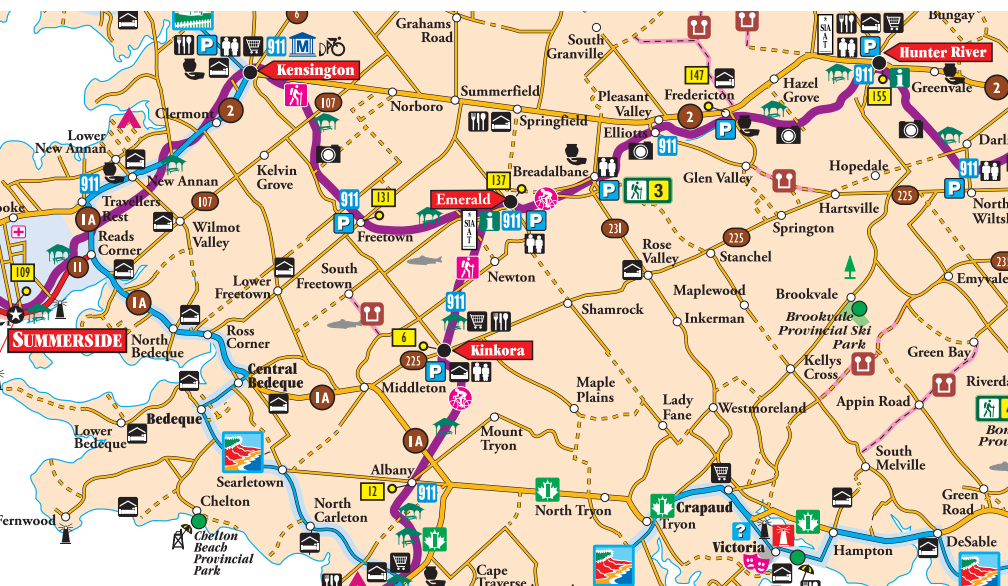 6
Grahams
Road
South
Granville
Bungay
SIAAT
P
911
M
P
Kensington
Hunter River
147
911
i
155
Greenvale
2
107
2
Clermont
Norboro
Summerfield
Springfield
Pleasant
Valley
Fredericton
2
Hazel
Grove
Elliotts
P
911
Lower
New Annan
New Annan
911
Travellers
Rest
1A
107
Kelvin
Grove
Wilmot
Valley
Breadalbane
137
Emerald
131
911
P
Freetown
i
911
P
P
3
Glen Valley
Hopedale
911
P
225
Hartsville
Springton
North
231
225
Stanchel
Rose
Valley
Reads
Corner
11
109
SUMMERSIDE
1A
South
Freetown
Lower
Freetown
Newton
911
Shamrock
Maplewood
Inkerman
Brookvale
Brookvale
Provincial Ski
Park
Emyvale
North
Bedeque
Ross
Corner
6
225
P
Kinkora
Middleton
Central
Bedeque
1A
Bedeque
Lower
Bedeque
Maple
Plains
Kellys
Cross
Green Bay
Lady
Fane
Westmoreland
Appin Road
Mount
Tryon
1A
Albany
12
911
Searletown
Chelton
Chelton
Beach
Provincial
Park
Fernwood
North
Carleton
Cape
Traverse
North Tryon
Tryon
Crapaud
?
Victoria
Hampton
South
Melville
Green
Road
DeSable